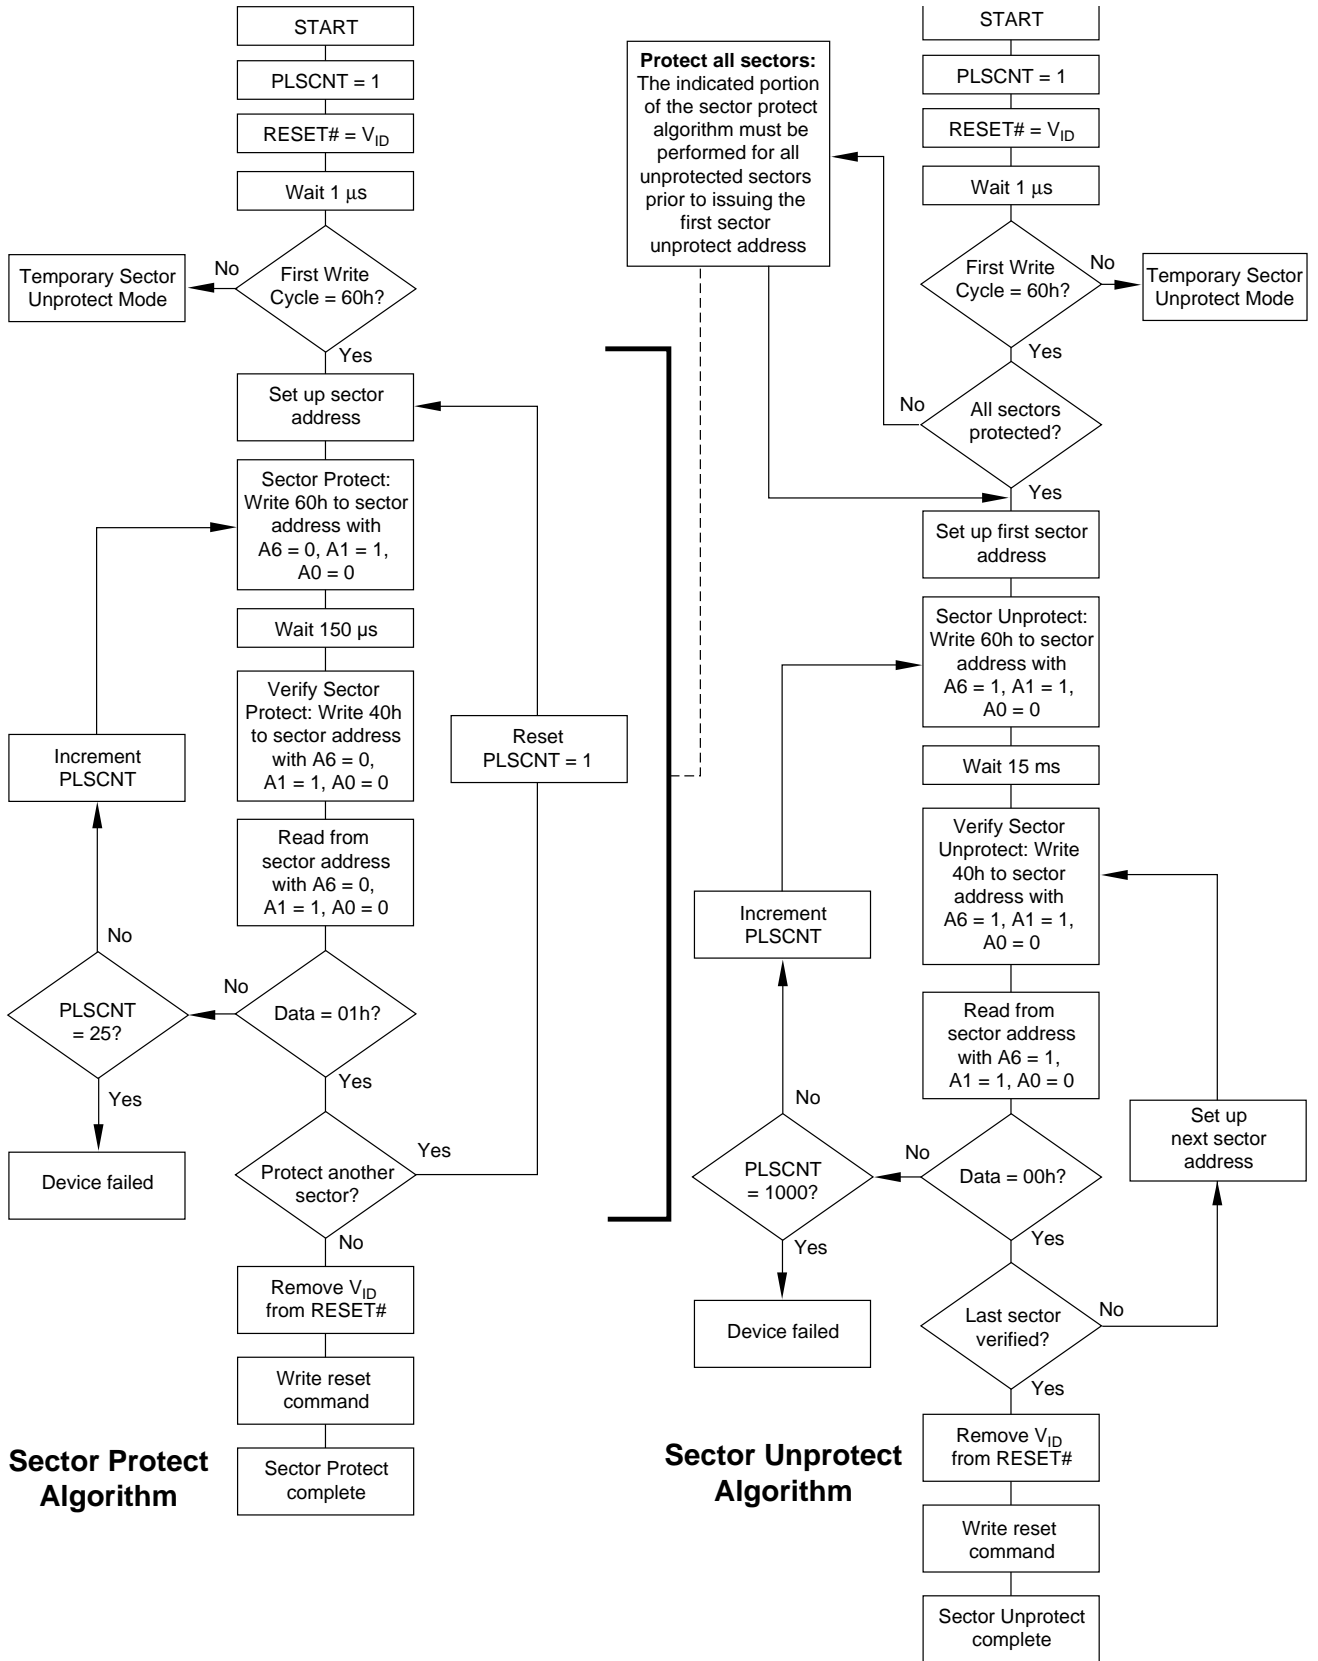 START
PLSCNT = 1
RESET# = VID
Wait 1 μs
First Write
Cycle = 60h?
No
Temporary Sector
Unprotect Mode
Yes
Set up sector
address
Sector Protect:
Write 60h to sector
address with
A6 = 0, A1 = 1,
A0 = 0
Wait 150 µs
Verify Sector
Protect: Write 40h
to sector address
with A6 = 0,
A1 = 1, A0 = 0
Increment
PLSCNT
Reset
PLSCNT = 1
Read from
sector address
with A6 = 0,
A1 = 1, A0 = 0
No
PLSCNT
= 25?
No
Data = 01h?
Yes
Yes
Device failed
Protect another
sector?
Yes
No
Remove VID
from RESET#
Write reset
command
Sector Protect
complete
Sector Protect
Algorithm
Protect all sectors:
The indicated portion
of the sector protect
algorithm must be
performed for all
unprotected sectors
prior to issuing the
first sector
unprotect address
START
PLSCNT = 1
RESET# = VID
Wait 1 μs
First Write
Cycle = 60h?
No
Temporary Sector
Unprotect Mode
Yes
No
All sectors
protected?
Yes
Set up first sector
address
Sector Unprotect:
Write 60h to sector
address with
A6 = 1, A1 = 1,
A0 = 0
Wait 15 ms
Verify Sector
Unprotect: Write
40h to sector
address with
A6 = 1, A1 = 1,
A0 = 0
Increment
PLSCNT
Read from
sector address
with A6 = 1,
A1 = 1, A0 = 0
No
PLSCNT
= 1000?
No
Data = 00h?
Set up
next sector
address
Yes
Yes
Device failed
Last sector
verified?
No
Yes
Remove VID
from RESET#
Write reset
command
Sector Unprotect
complete
Sector Unprotect
Algorithm